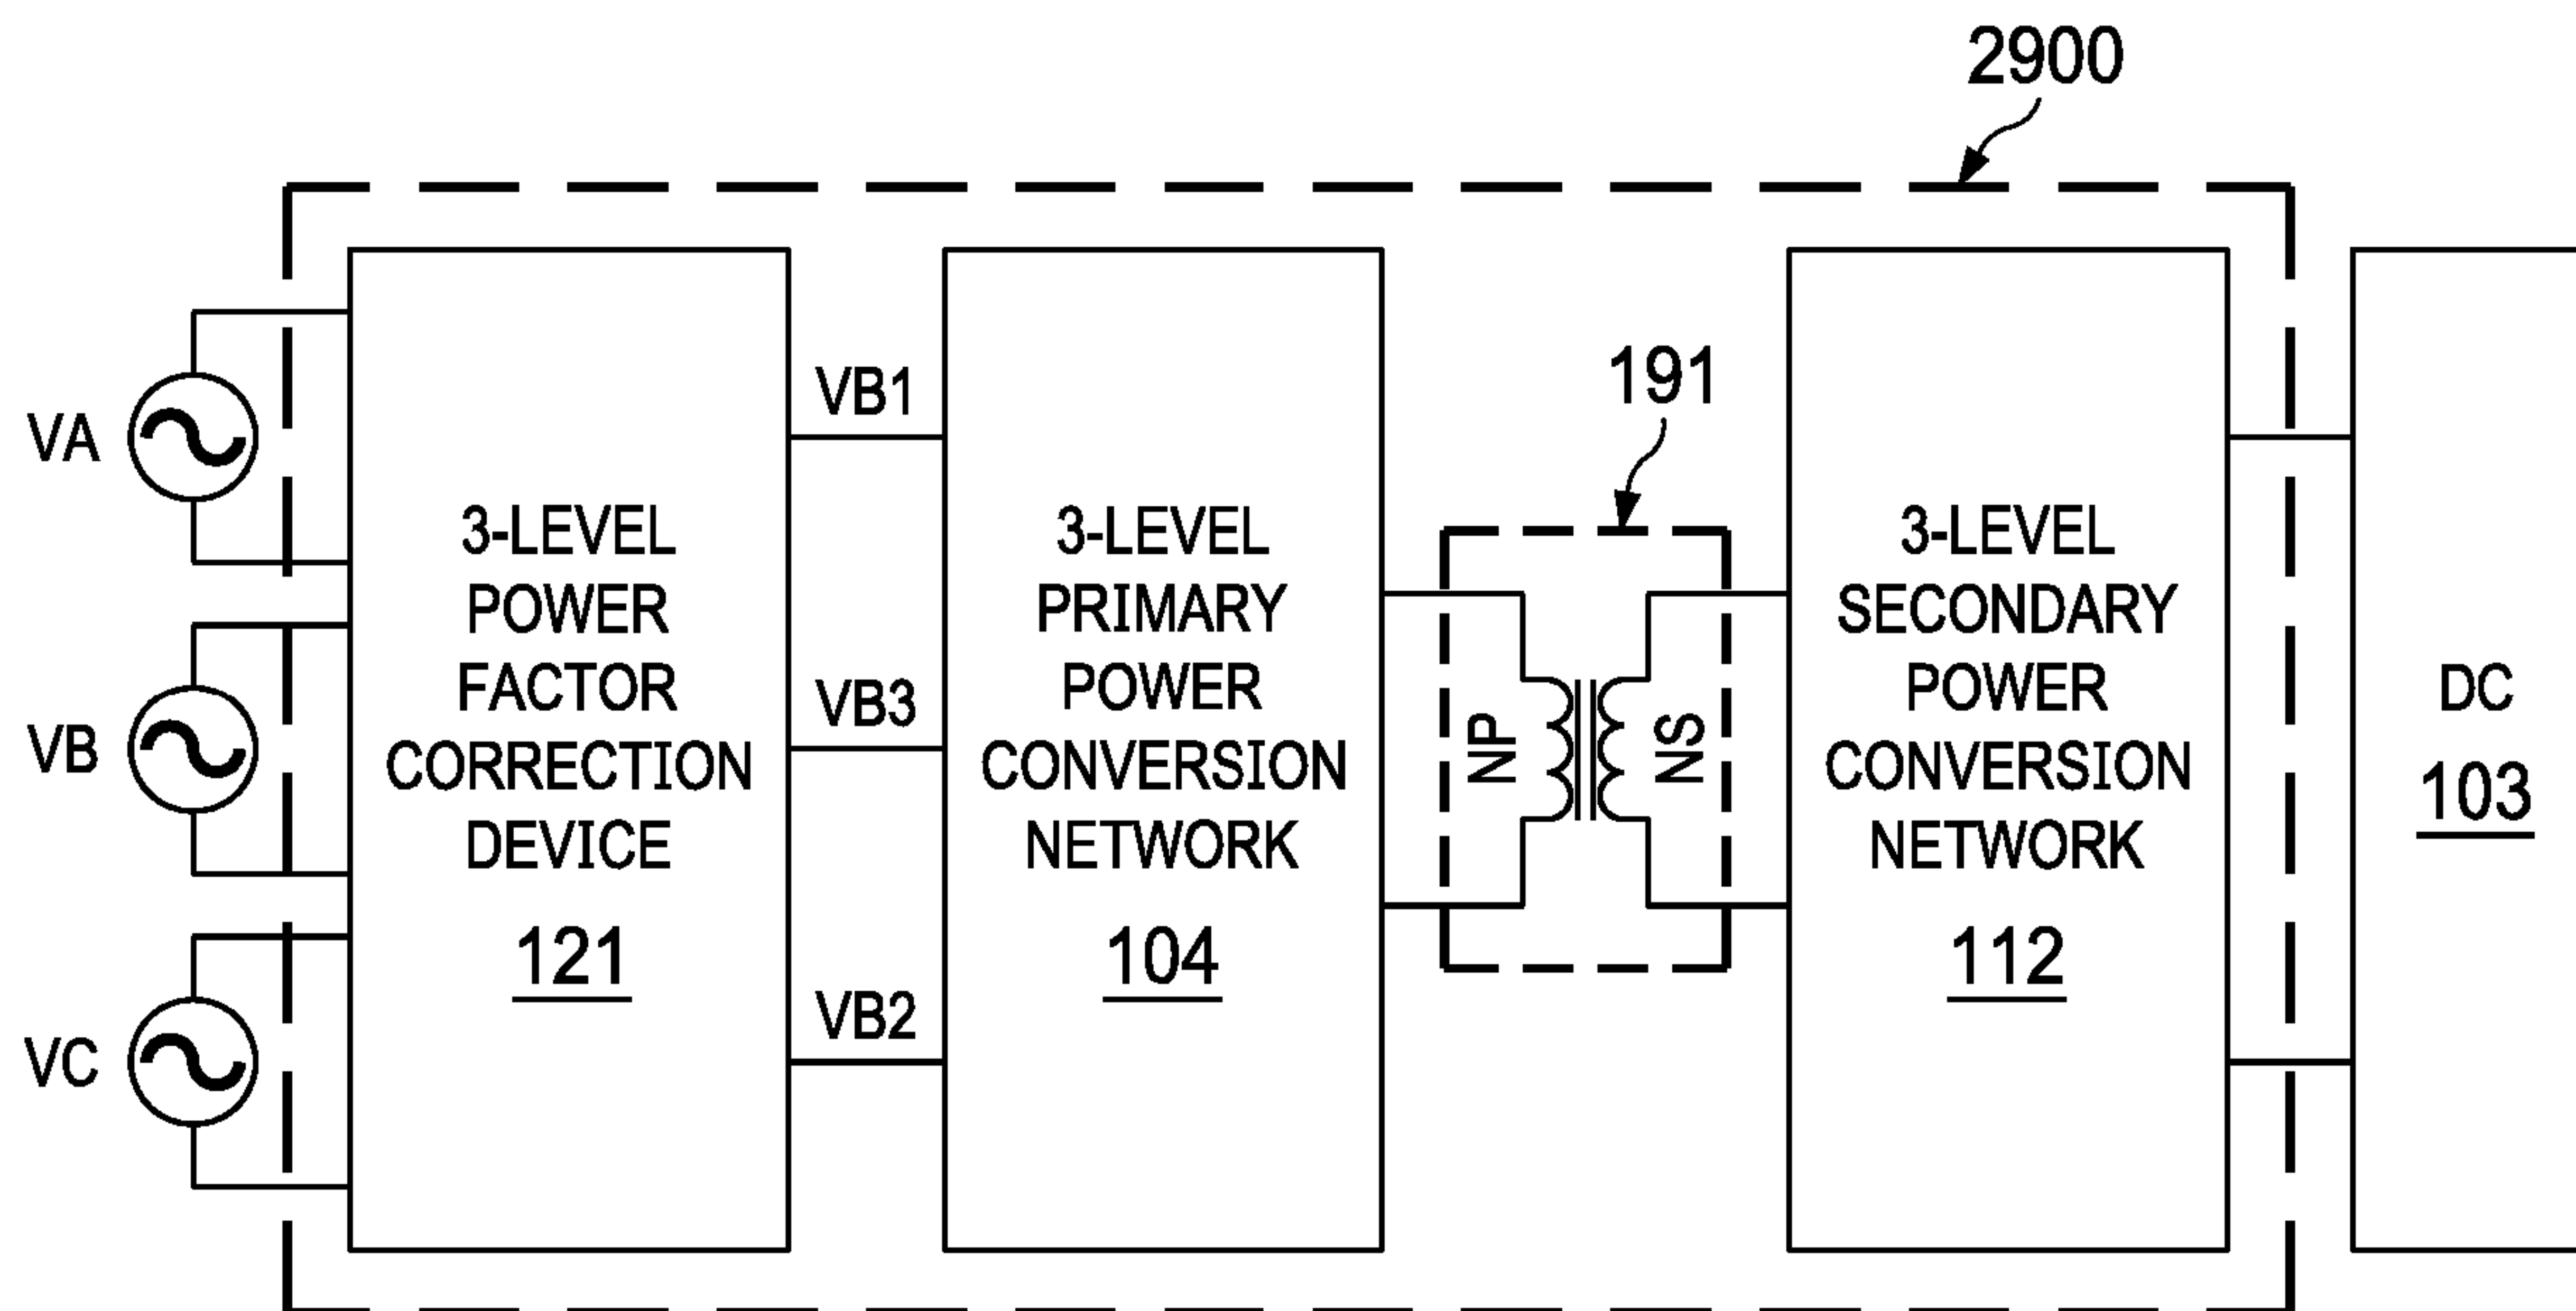 2900
191
VA
VB
VC
3-LEVEL
POWER
FACTOR
CORRECTION
DEVICE
121
VB1
VB3
VB2
3-LEVEL
PRIMARY
POWER
CONVERSION
NETWORK
104
NP
NS
3-LEVEL
SECONDARY
POWER
CONVERSION
NETWORK
112
DC
103